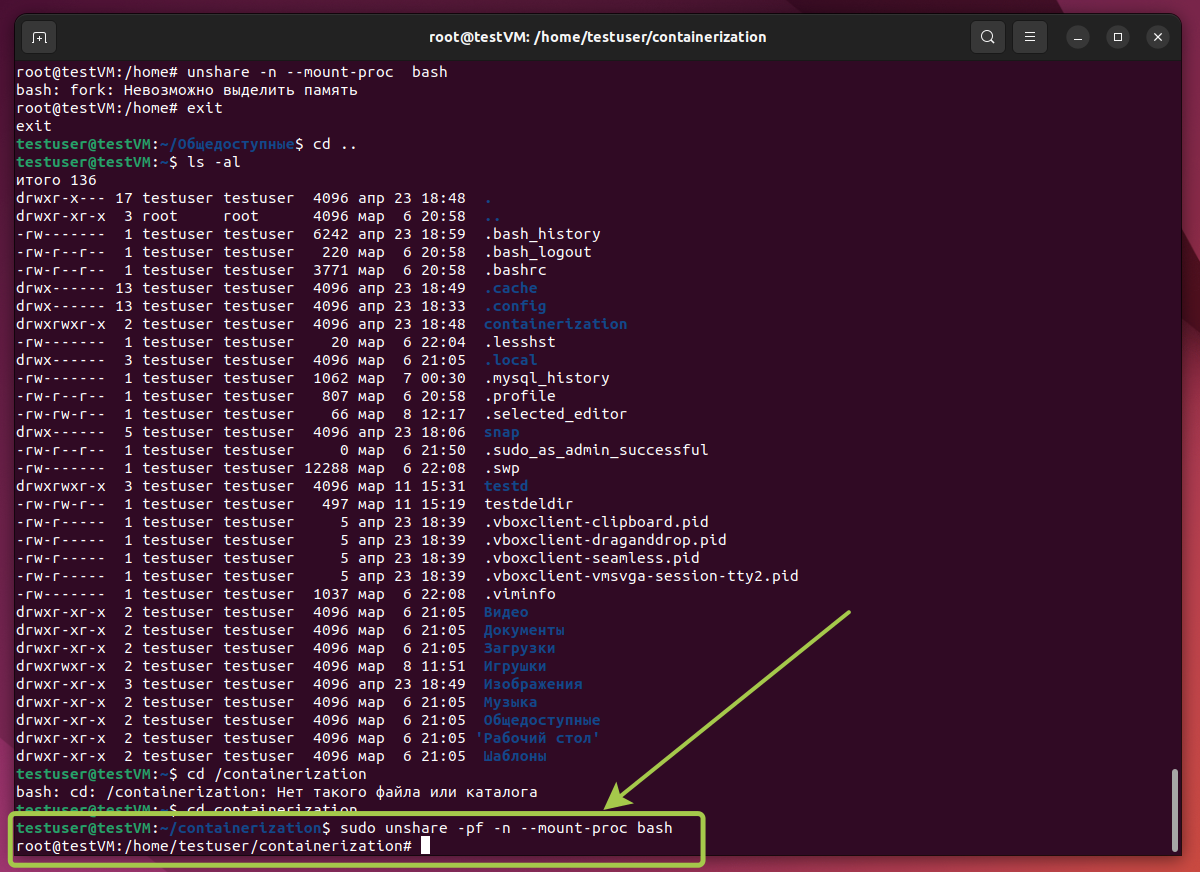 root@testVM: /home/testuser/containerization
root@testVM:/home# unshare -n --mount-proc  bash
bash: fork: Невозможно выделить память
root@testVM:/home# exit
exit
testuser@testVM:~/Общедоступные$ cd ..
testuser@testVM:~$ ls -al
итого 136
drwxr-x--- 17 testuser testuser  4096 апр 23 18:48  .
drwxr-xr-x  3 root     root      4096 мар  6 20:58  ..
-rw-------  1 testuser testuser  6242 апр 23 18:59  .bash_history
-rw-r--r--  1 testuser testuser   220 мар  6 20:58  .bash_logout
-rw-r--r--  1 testuser testuser  3771 мар  6 20:58  .bashrc
drwx------ 13 testuser testuser  4096 апр 23 18:49  .cache
drwx------ 13 testuser testuser  4096 апр 23 18:33  .config
drwxrwxr-x  2 testuser testuser  4096 апр 23 18:48  containerization
-rw-------  1 testuser testuser    20 мар  6 22:04  .lesshst
drwx------  3 testuser testuser  4096 мар  6 21:05  .local
-rw-------  1 testuser testuser  1062 мар  7 00:30  .mysql_history
-rw-r--r--  1 testuser testuser   807 мар  6 20:58  .profile
-rw-rw-r--  1 testuser testuser    66 мар  8 12:17  .selected_editor
drwx------  5 testuser testuser  4096 апр 23 18:06  snap
-rw-r--r--  1 testuser testuser     0 мар  6 21:50  .sudo_as_admin_successful
-rw-------  1 testuser testuser 12288 мар  6 22:08  .swp
drwxrwxr-x  3 testuser testuser  4096 мар 11 15:31  testd
-rw-rw-r--  1 testuser testuser   497 мар 11 15:19  testdeldir
-rw-r-----  1 testuser testuser     5 апр 23 18:39  .vboxclient-clipboard.pid
-rw-r-----  1 testuser testuser     5 апр 23 18:39  .vboxclient-draganddrop.pid
-rw-r-----  1 testuser testuser     5 апр 23 18:39  .vboxclient-seamless.pid
-rw-r-----  1 testuser testuser     5 апр 23 18:39  .vboxclient-vmsvga-session-tty2.pid
-rw-------  1 testuser testuser  1037 мар  6 22:08  .viminfo
drwxr-xr-x  2 testuser testuser  4096 мар  6 21:05  Видео
drwxr-xr-x  2 testuser testuser  4096 мар  6 21:05  Документы
drwxr-xr-x  2 testuser testuser  4096 мар  6 21:05  Загрузки
drwxrwxr-x  2 testuser testuser  4096 мар  8 11:51  Игрушки
drwxr-xr-x  3 testuser testuser  4096 апр 23 18:49  Изображения
drwxr-xr-x  2 testuser testuser  4096 мар  6 21:05  Музыка
drwxr-xr-x  2 testuser testuser  4096 мар  6 21:05  Общедоступные
drwxr-xr-x  2 testuser testuser  4096 мар  6 21:05 'Рабочий стол'
drwxr-xr-x  2 testuser testuser  4096 мар  6 21:05  Шаблоны
testuser@testVM:~$ cd /containerization
bash: cd: /containerization: Нет такого файла или каталога
testuser@testVM:~$ cd containerization
testuser@testVM:~/containerization$ sudo unshare -pf -n --mount-proc bash
root@testVM:/home/testuser/containerization#